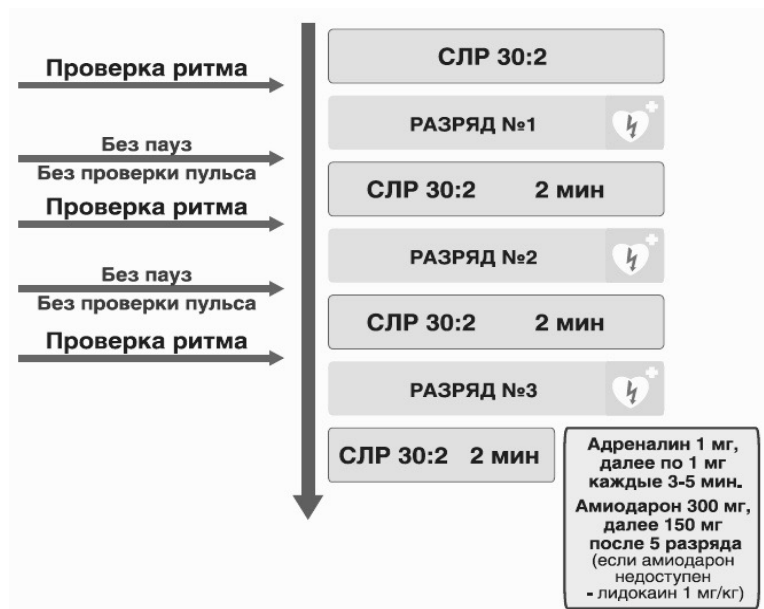 СЛР 30:2
Проверка ритма
РАЗРЯД №1
Без пауз
Без проверки пульса
СЛР 30:2 2 мин
Проверка ритма
РАЗРЯД №2
Без пауз
Без проверки пульса
СЛР 30:2 2 мин
Проверка ритма
РАЗРЯД №3
СЛР 30:2 2 мин
Адреналин 1 мг,
далее по 1 мг
каждые 3-5 мин.
Амиодарон 300 мг,
далее 150 мг
после 5 разряда
(если амиодарон
недоступен
- лидокаин 1 мг/кг)